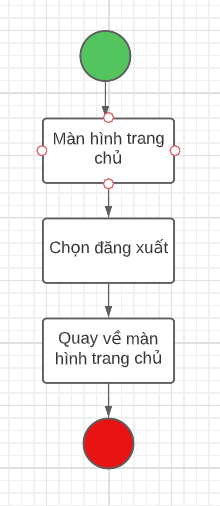 Màn hình trang
chủ
Chọn đăng xuất
Quay về màn
hình trang chủ